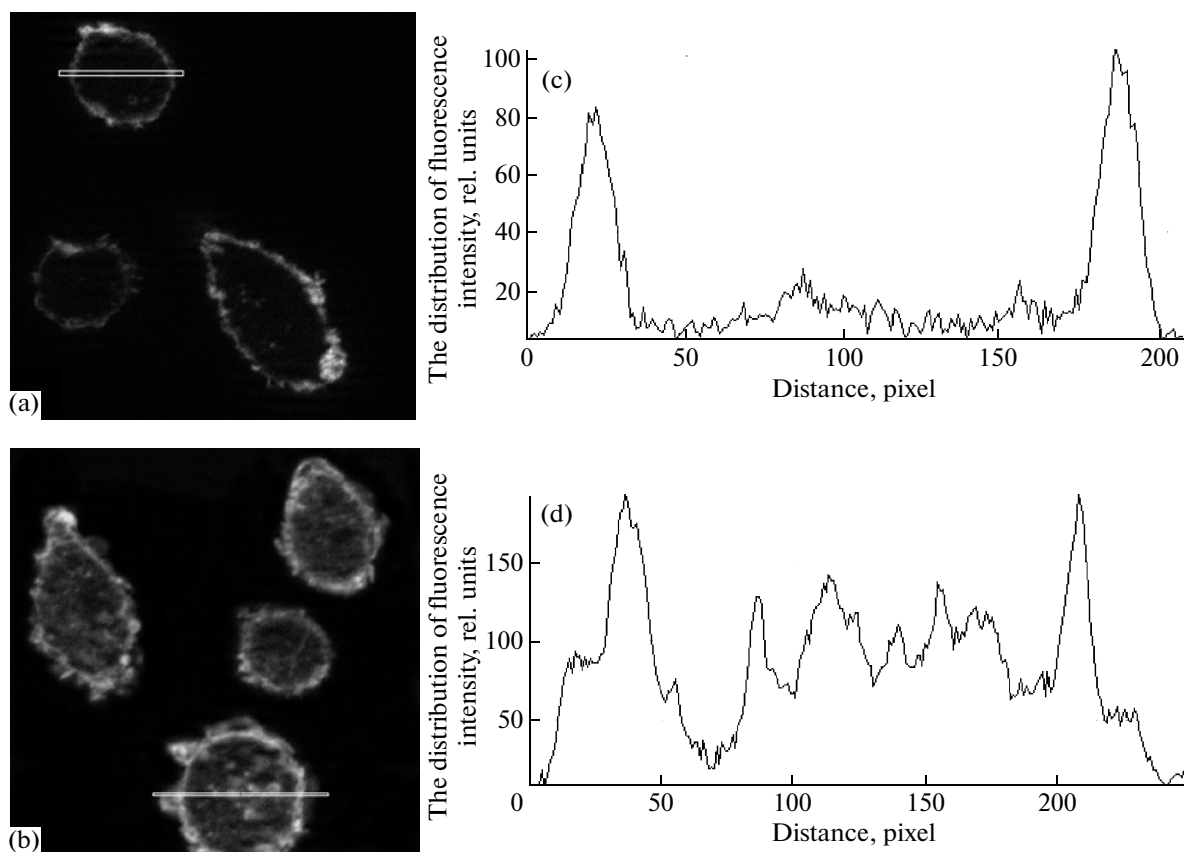 (a)
The distribution of fluorescence
intensity, rel. units
(c)
100
80
60
40
20
0 50 100 150 200
Distance, pixel
(b)
The distribution of fluorescence
intensity, rel. units
(d)
150
100
50
0 50 100 150 200
Distance, pixel